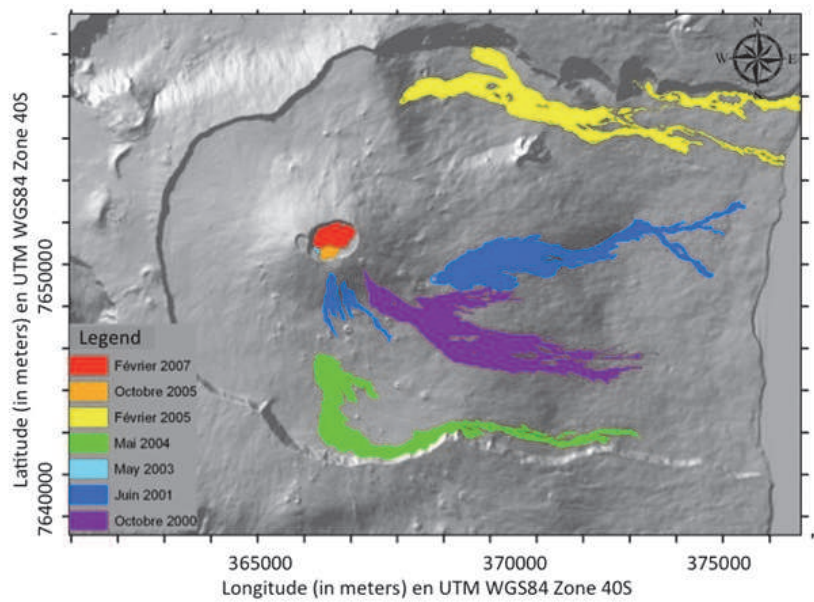 N
W E
S
7650000
7640000
Latitude (in meters) en UTM WGS84 Zone 40S
Legend
Février 2007
Octobre 2005
Février 2005
Mai 2004
May 2003
Juin 2001
Octobre 2000
365000 370000 375000
Longitude (in meters) en UTM WGS84 Zone 40S